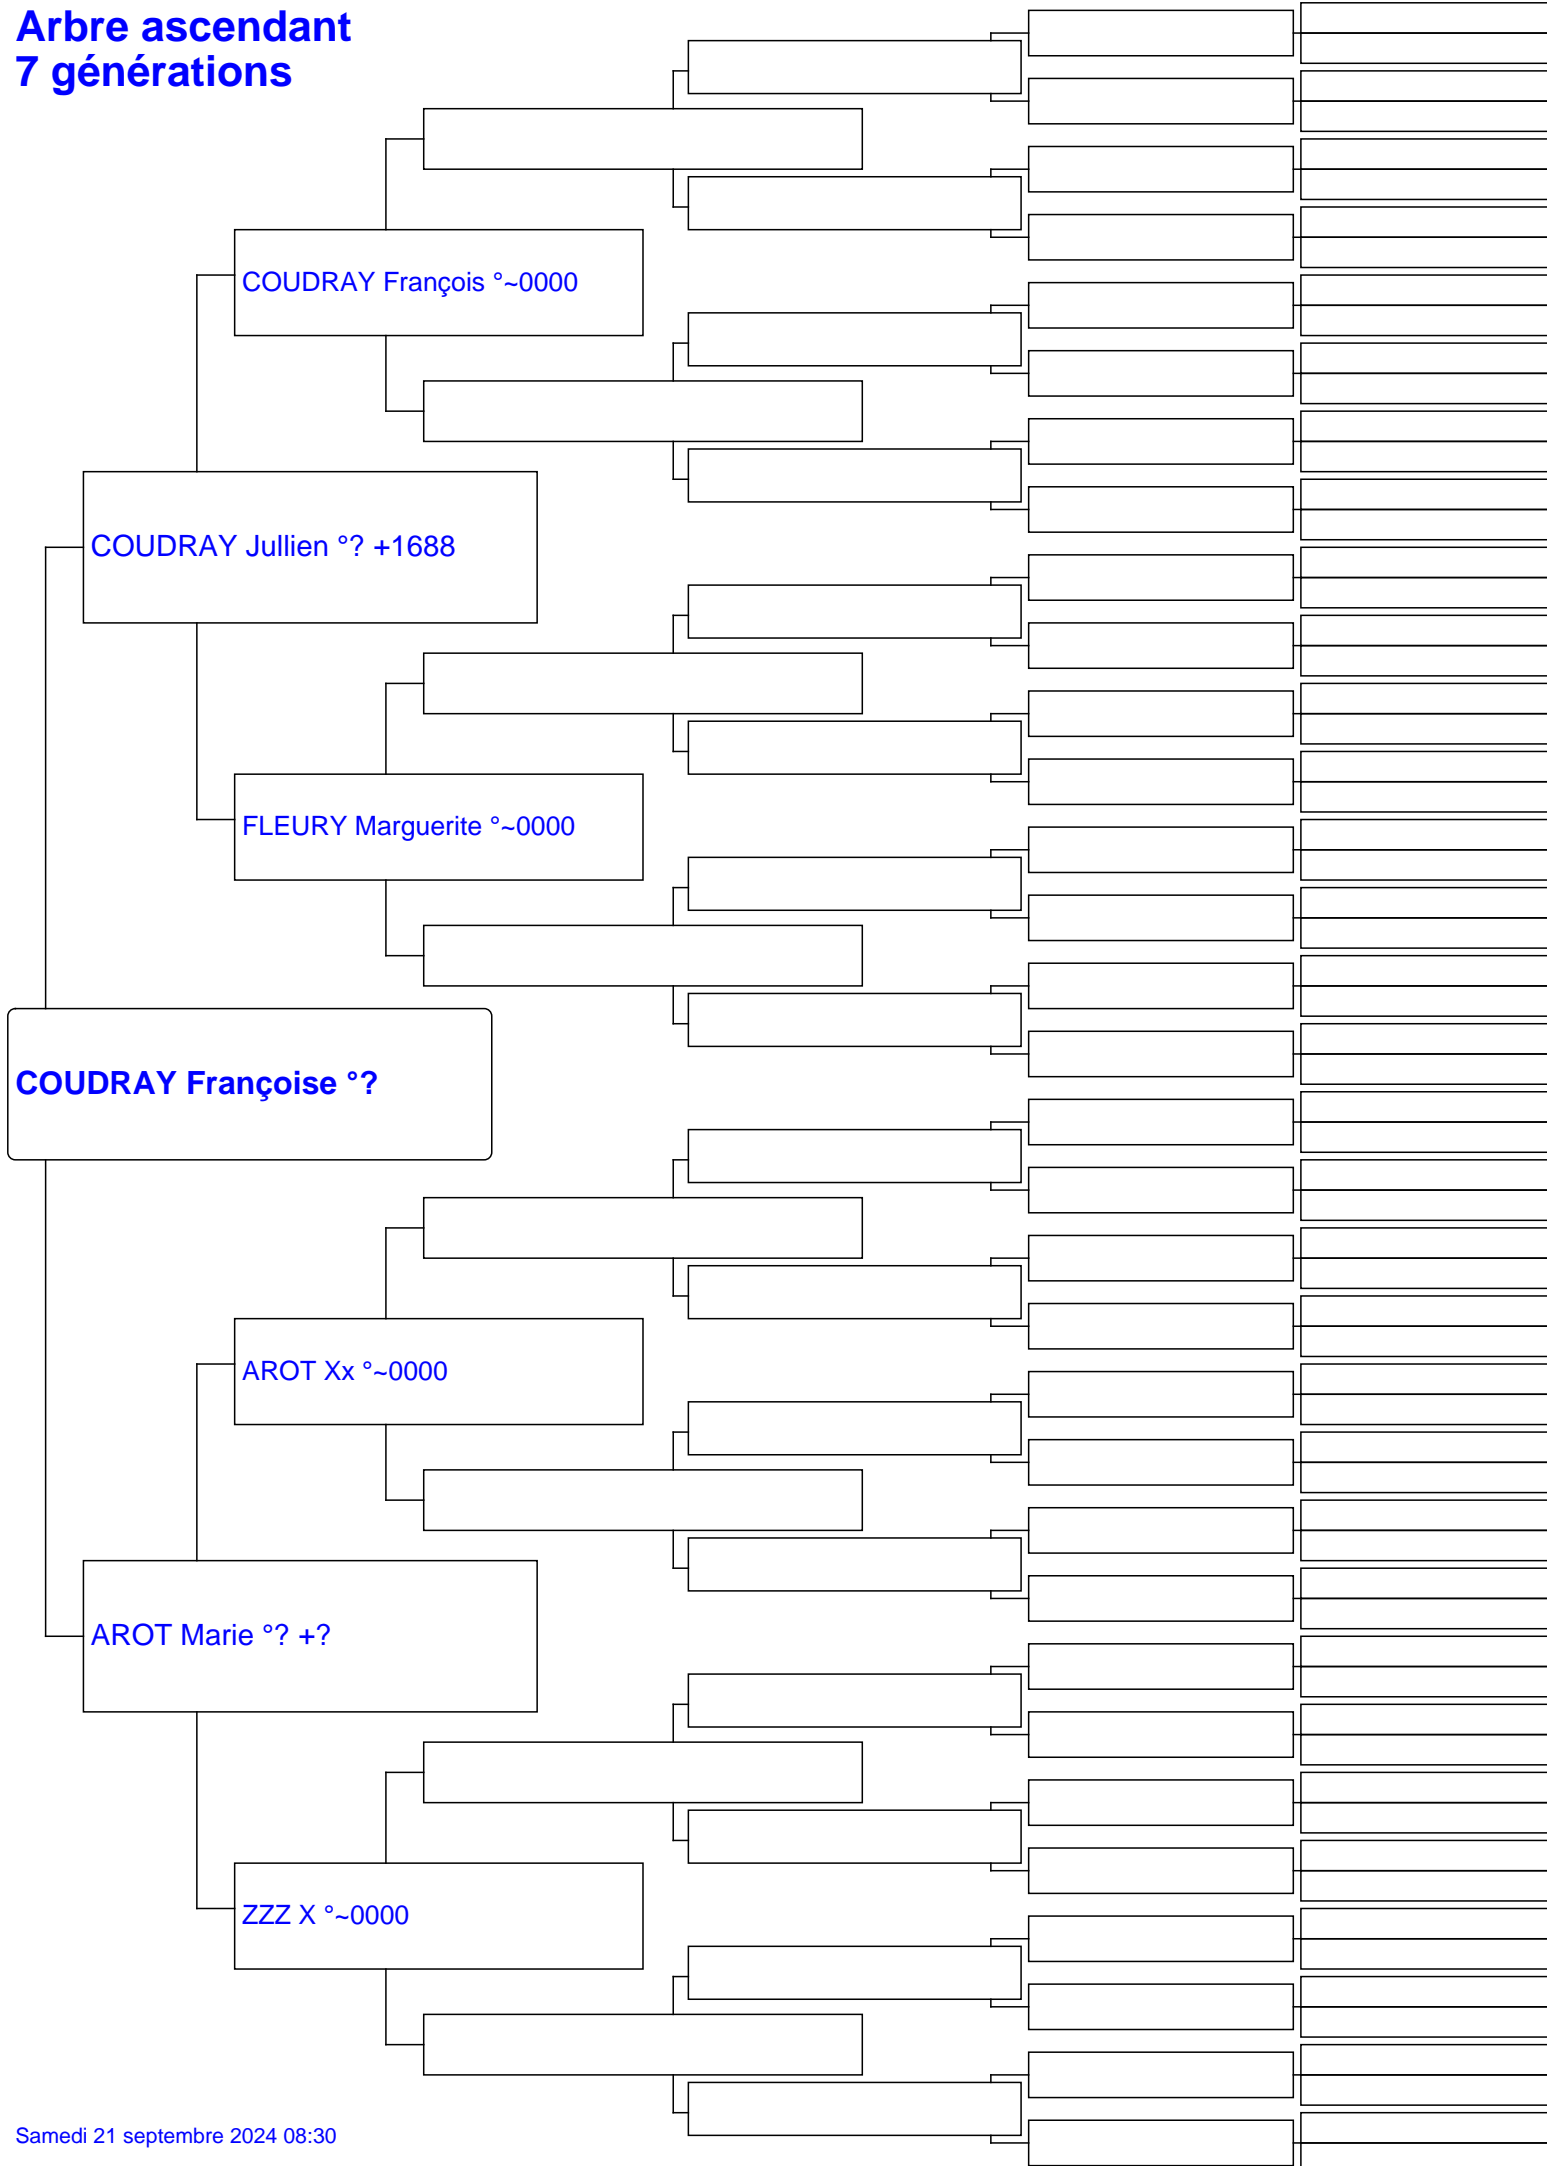 Arbre ascendant
7 générations
COUDRAY François °~0000
COUDRAY Jullien °? +1688
FLEURY Marguerite °~0000
COUDRAY Françoise °?
AROT Xx °~0000
AROT Marie °? +?
ZZZ X °~0000
Samedi 21 septembre 2024 08:30